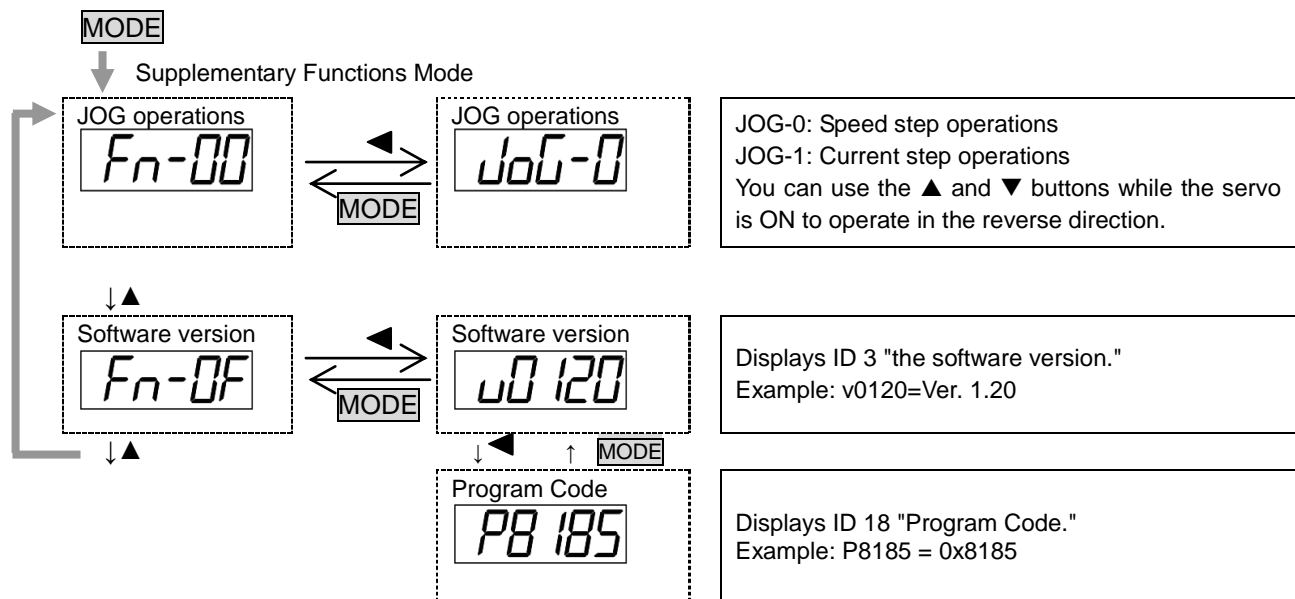 MODE
Supplementary Functions Mode
JOG operations
Fn-00
◀
MODE
JOG operations
JoG-0
JOG-0: Speed step operations
JOG-1: Current step operations
You can use the ▲ and ▼ buttons while the servo
is ON to operate in the reverse direction.
↓▲
Software version
Fn-0F
◀
MODE
Software version
v0120
Displays ID 3 "the software version."
Example: v0120=Ver. 1.20
↓▲
↓◀ ↑ MODE
Program Code
P8185
Displays ID 18 "Program Code."
Example: P8185 = 0x8185